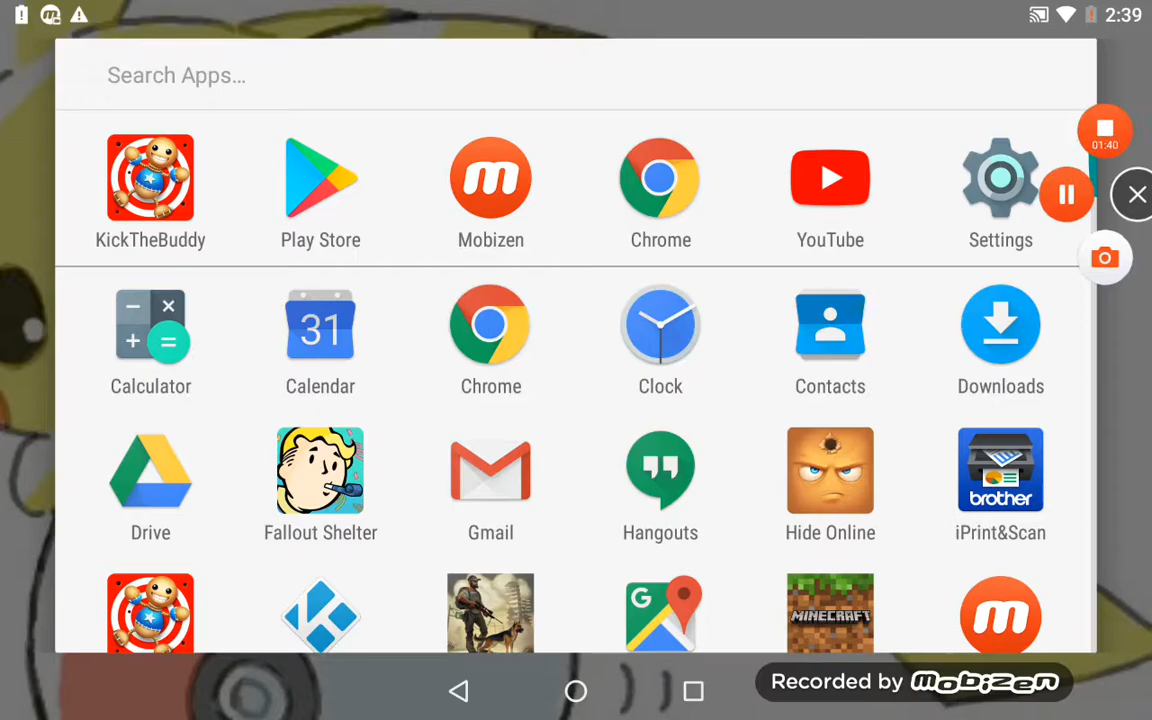 2:39
Search Apps...
01:40
KickTheBuddy Play Store Mobizen Chrome YouTube Settings
31
Calculator Calendar Chrome Clock Contacts Downloads
brother
Drive Fallout Shelter Gmail Hangouts Hide Online iPrint&Scan
G
MINECRAFT
Recorded by mobizen